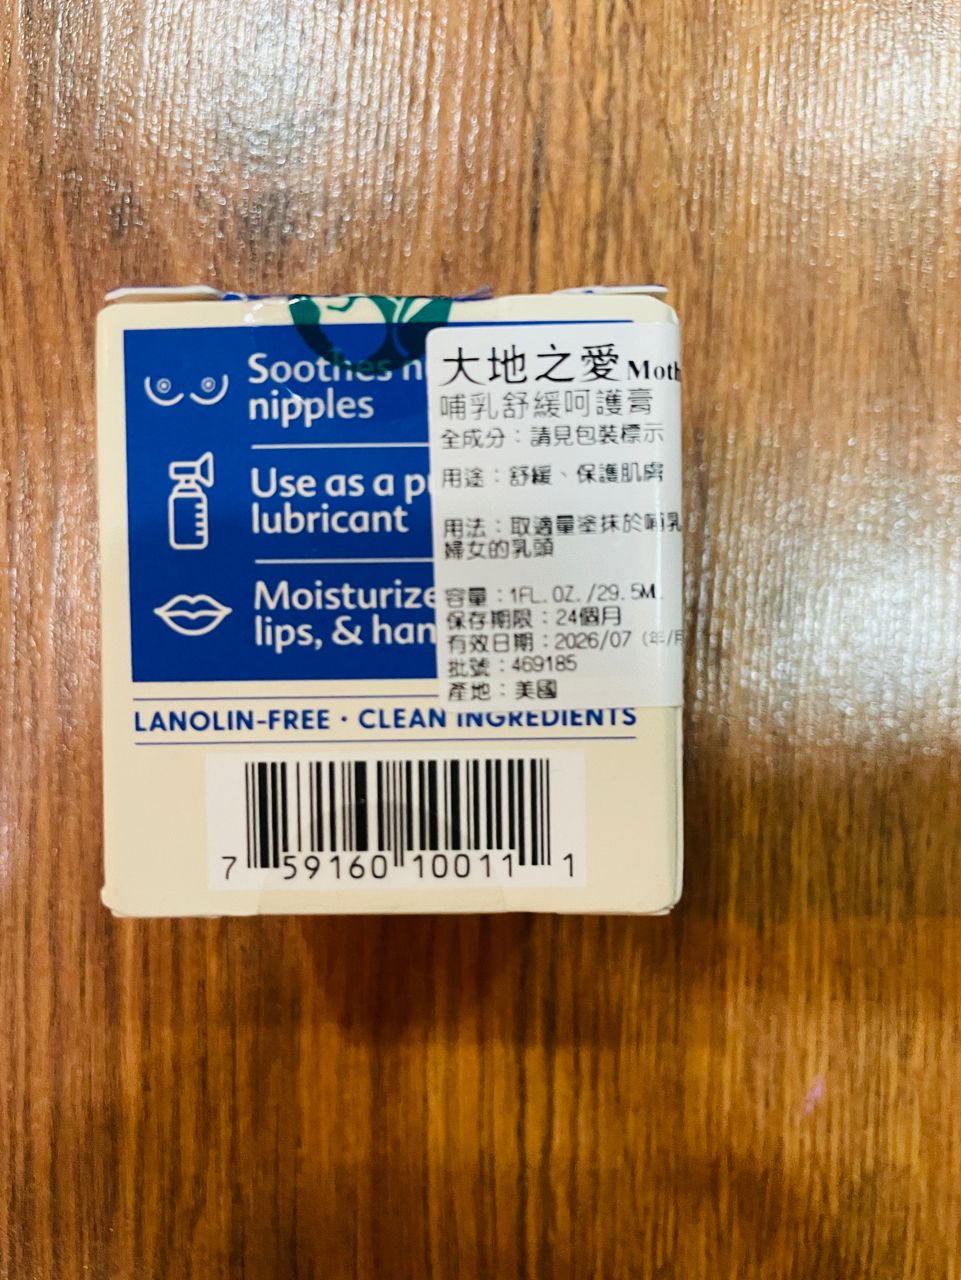 Soothes
nipples
Use as a
lubricant
Moisturize
lips, & han
LANOLIN-FREE · CLEAN INGREDIENTS
7 59160 10011 1
大地之愛 Moth
哺乳舒緩呵護膏
全成分：請見包裝標示
用途：舒緩、保護肌膚
用法：取適量塗抹於哺乳
婦女的乳頭
容量：1FL.OZ./29.5M
保存期限：24個月
有效日期：2026/07（年/月
批號：469185
產地：美國